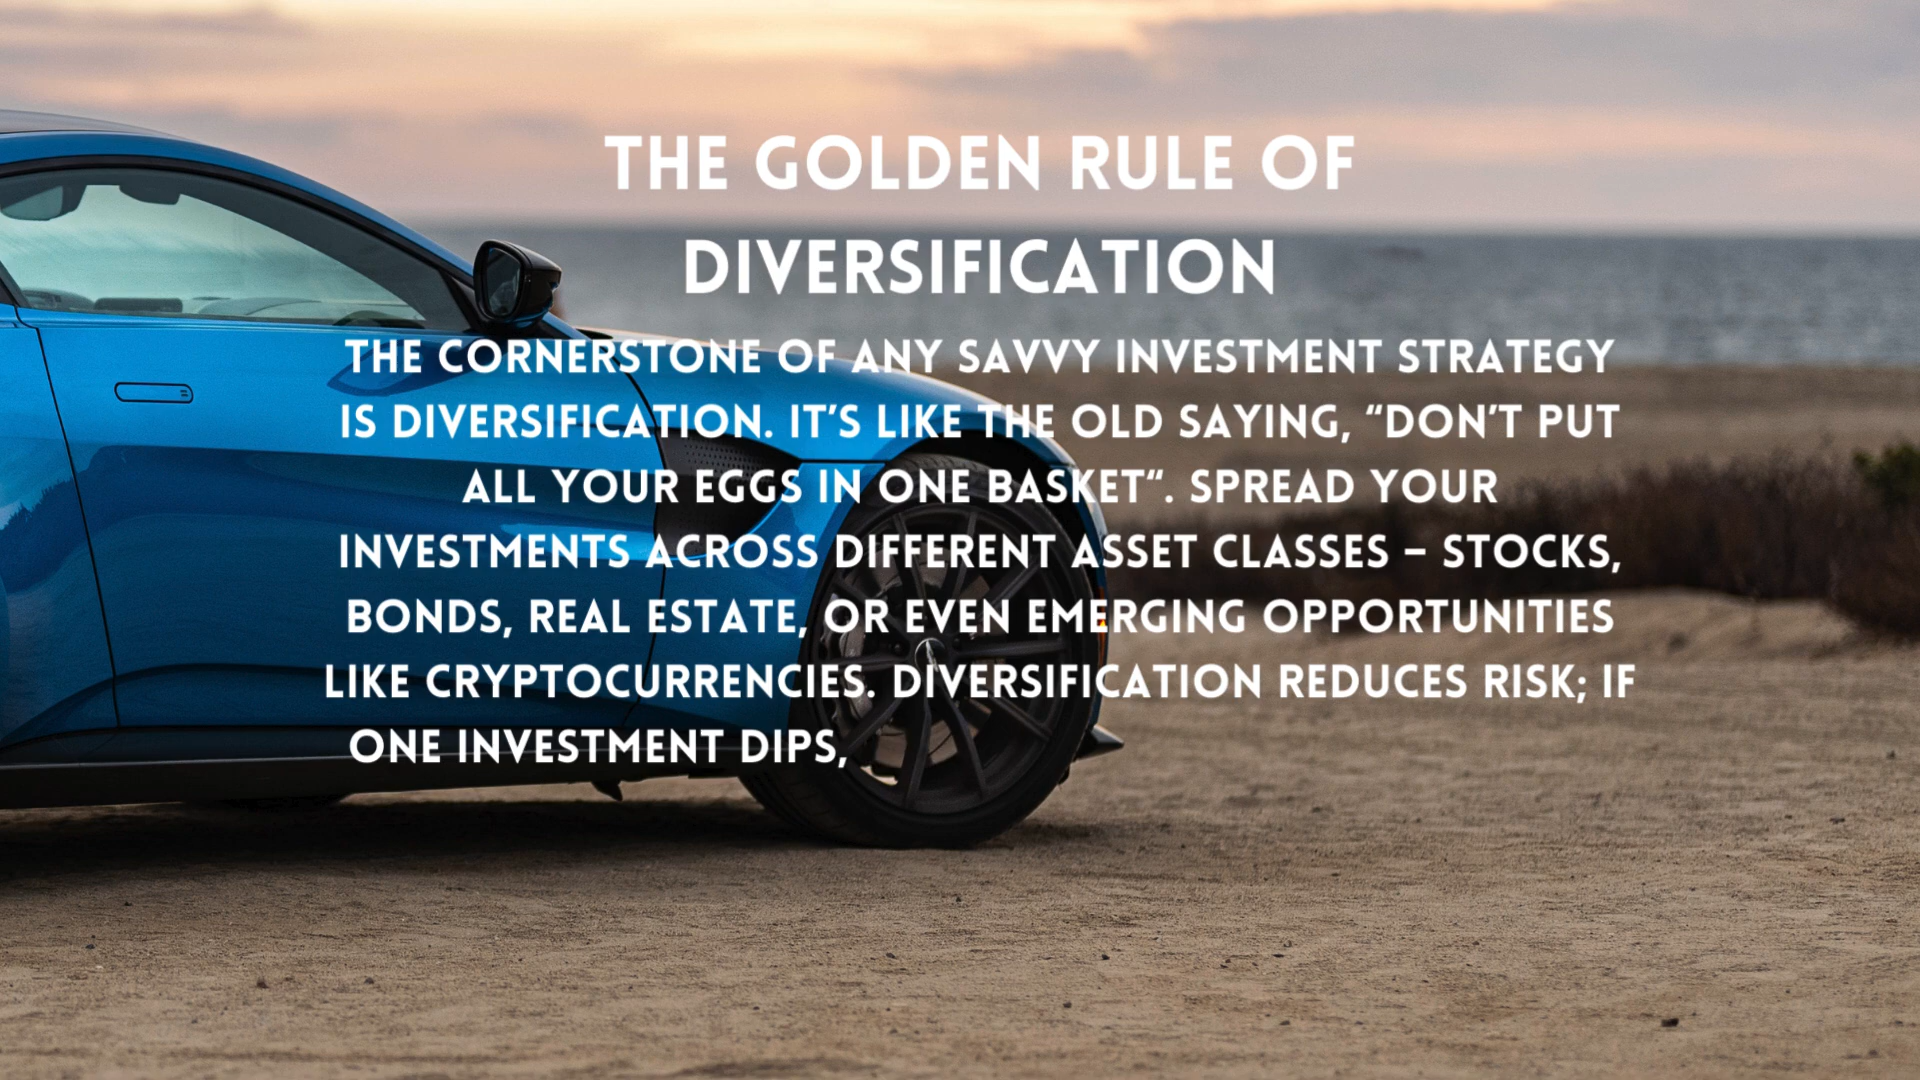 THE GOLDEN RULE OF
DIVERSIFICATION
THE CORNERSTONE OF ANY SAVVY INVESTMENT STRATEGY
IS DIVERSIFICATION. IT’S LIKE THE OLD SAYING, “DON’T PUT
ALL YOUR EGGS IN ONE BASKET“. SPREAD YOUR
INVESTMENTS ACROSS DIFFERENT ASSET CLASSES – STOCKS,
BONDS, REAL ESTATE, OR EVEN EMERGING OPPORTUNITIES
LIKE CRYPTOCURRENCIES. DIVERSIFICATION REDUCES RISK; IF
ONE INVESTMENT DIPS,